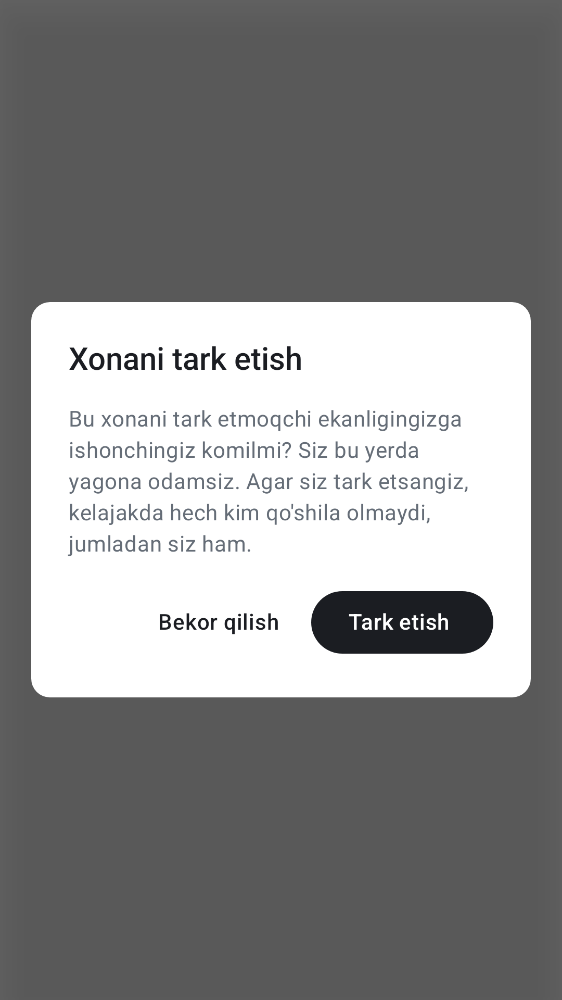 Xonani tark etish
Bu xonani tark etmoqchi ekanligingizga
ishonchingiz komilmi? Siz bu yerda
yagona odamsiz. Agar siz tark etsangiz,
kelajakda hech kim qo'shila olmaydi,
jumladan siz ham.
Bekor qilish
Tark etish